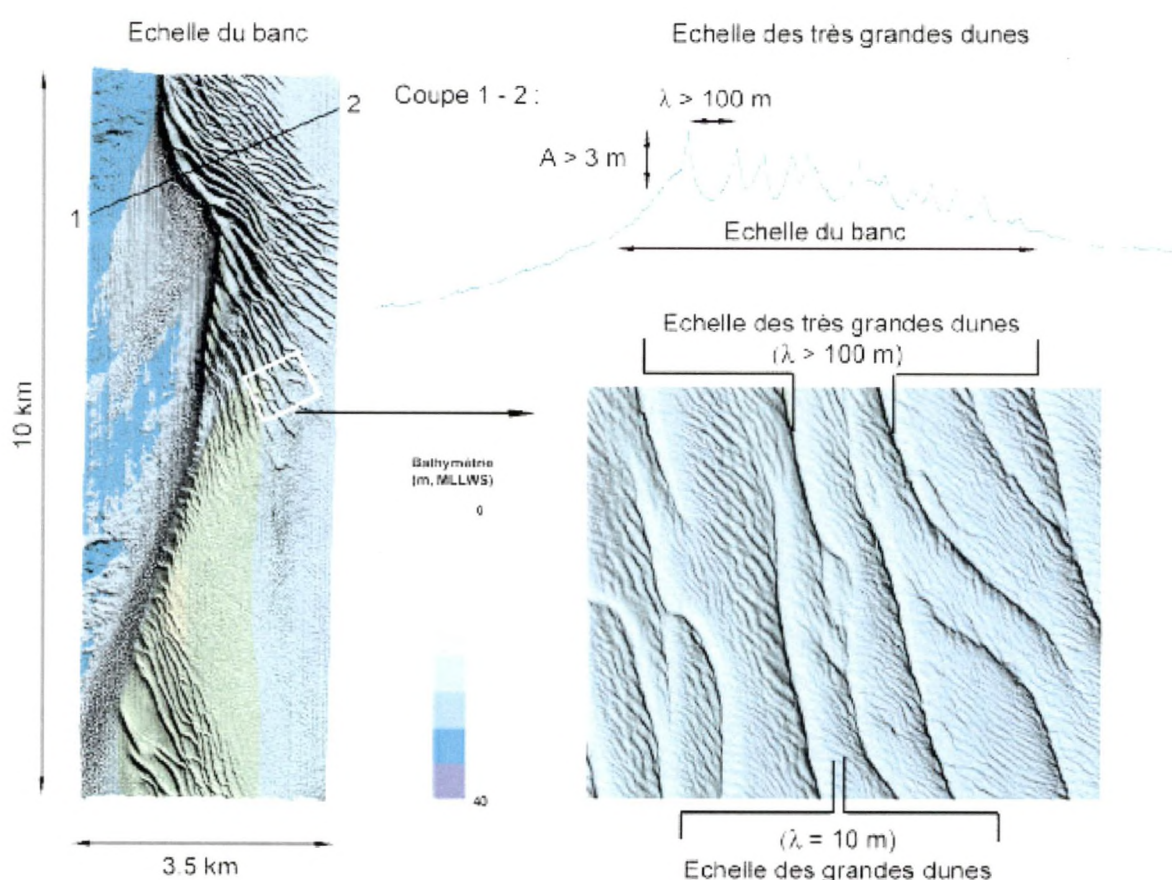 Echelle du banc
10 km
1
2
3.5 km
Echelle des très grandes dunes
Coupe 1 - 2 :
λ > 100 m
A > 3 m
Echelle du banc
Echelle des très grandes dunes
(λ > 100 m)
Bathymétrie
(m, MLLWS)
0
40
(λ = 10 m)
Echelle des grandes dunes